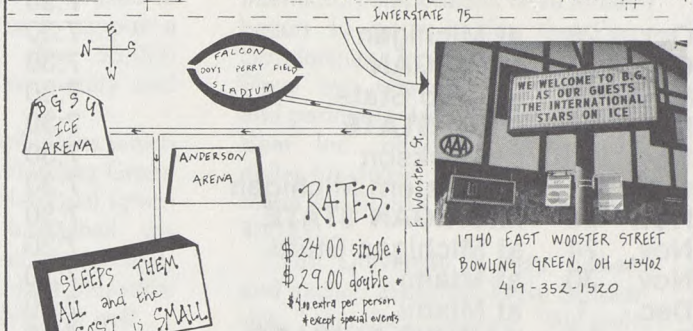 INTERSTATE 75
E
N S
W
FALCON
DOYT PERRY FIELD
STADIUM
BGSU
ICE
ARENA
ANDERSON
ARENA
E. Wooster St.
WE WELCOME TO B.G.
AS OUR GUESTS
THE INTERNATIONAL
STARS ON ICE
AAA
RATES:
$24.00 single *
$29.00 double *
$4.00 extra per person
* except special events
1740 EAST WOOSTER STREET
BOWLING GREEN, OH 43402
419-352-1520
SLEEPS THEM
ALL and the
COST is SMALL